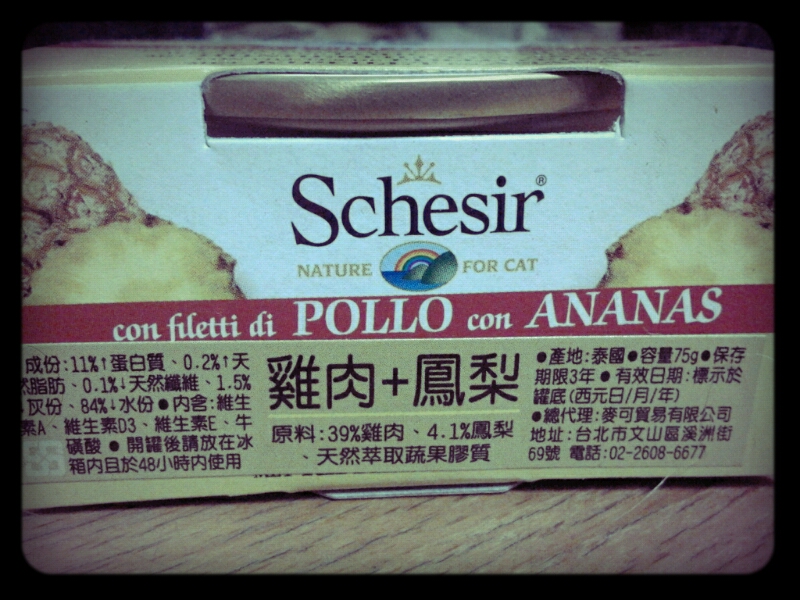 Schesir®
NATURE FOR CAT
con filetti di POLLO con ANANAS
成份:11%↑蛋白質、0.2%↑天
然脂肪、0.1%↓天然纖維、1.5%
↓灰份、84%↓水份●內含:維生
素A、維生素D3、維生素E、牛
磺酸●開罐後請放在冰
箱內且於48小時內使用
雞肉+鳳梨
原料:39%雞肉、4.1%鳳梨
、天然萃取蔬果膠質
●產地:泰國●容量75g●保存
期限3年●有效日期:標示於
罐底(西元日/月/年)
●總代理:麥可貿易有限公司
地址:台北市文山區溪洲街
69號 電話:02-2608-6677